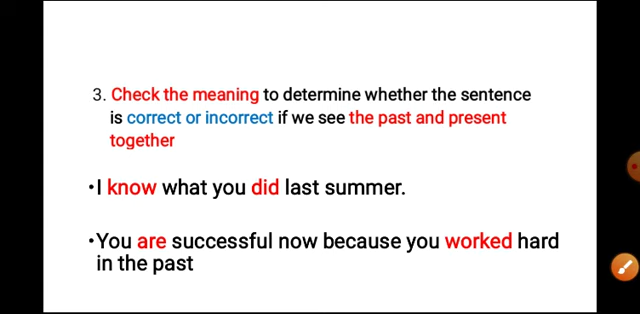 3. Check the meaning to determine whether the sentence
is correct or incorrect if we see the past and present
together
•I know what you did last summer.
•You are successful now because you worked hard
in the past